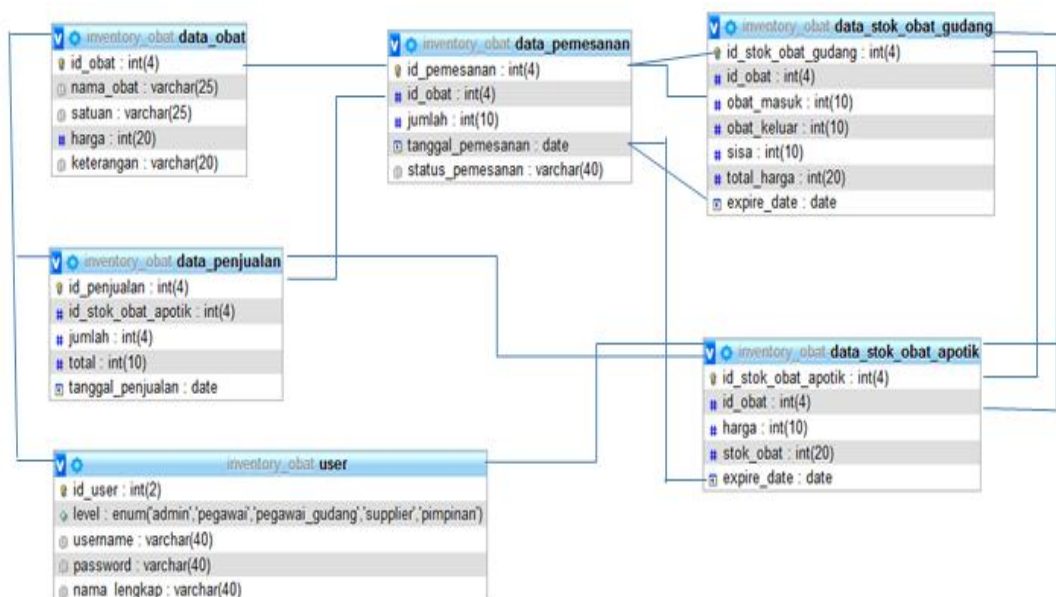 inventory_obat data_obat
id_obat : int(4)
nama_obat : varchar(25)
satuan : varchar(25)
harga : int(20)
keterangan : varchar(20)
inventory_obat data_pemesanan
id_pemesanan : int(4)
id_obat : int(4)
jumlah : int(10)
tanggal_pemesanan : date
status_pemesanan : varchar(40)
inventory_obat data_stok_obat_gudang
id_stok_obat_gudang : int(4)
id_obat : int(4)
obat_masuk : int(10)
obat_keluar : int(10)
sisa : int(10)
total_harga : int(20)
expire_date : date
inventory_obat data_penjualan
id_penjualan : int(4)
id_stok_obat_apotik : int(4)
jumlah : int(4)
total : int(10)
tanggal_penjualan : date
inventory_obat data_stok_obat_apotik
id_stok_obat_apotik : int(4)
id_obat : int(4)
harga : int(10)
stok_obat : int(20)
expire_date : date
inventory_obat user
id_user : int(2)
level : enum('admin','pegawai','pegawai_gudang','supplier','pimpinan')
username : varchar(40)
password : varchar(40)
nama_lengkap : varchar(40)